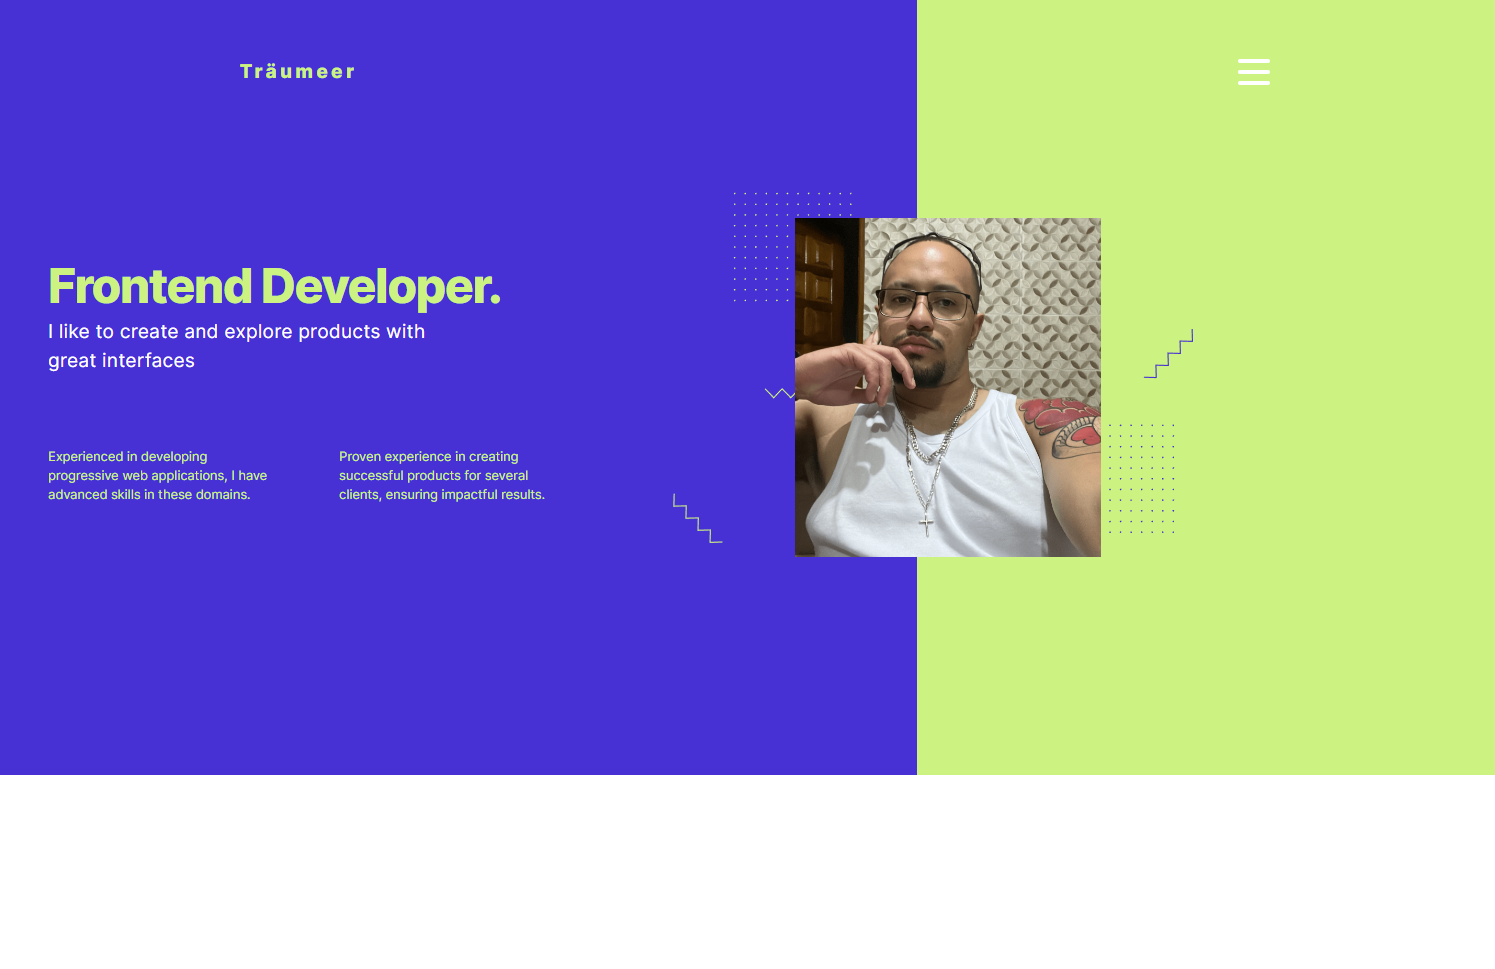 Träumeer
Frontend Developer.
I like to create and explore products with
great interfaces
Experienced in developing
progressive web applications, I have
advanced skills in these domains.
Proven experience in creating
successful products for several
clients, ensuring impactful results.